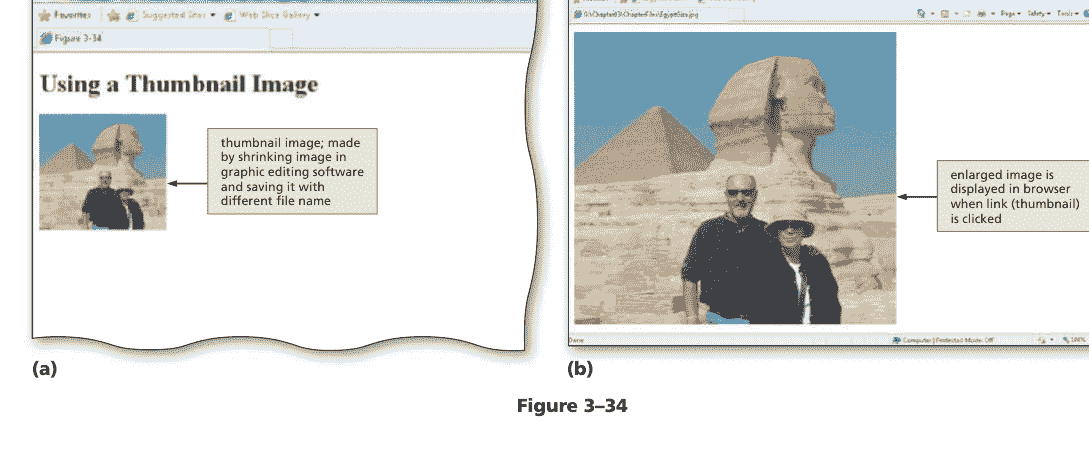 Favorites Suggested Sites Web Slice Gallery
Figure 3-34
Using a Thumbnail Image
thumbnail image; made
by shrinking image in
graphic editing software
and saving it with
different file name
(a)
Page Safety Tools
enlarged image is
displayed in browser
when link (thumbnail)
is clicked
Done Computer | Protected Mode: Off 100%
(b)
Figure 3–34